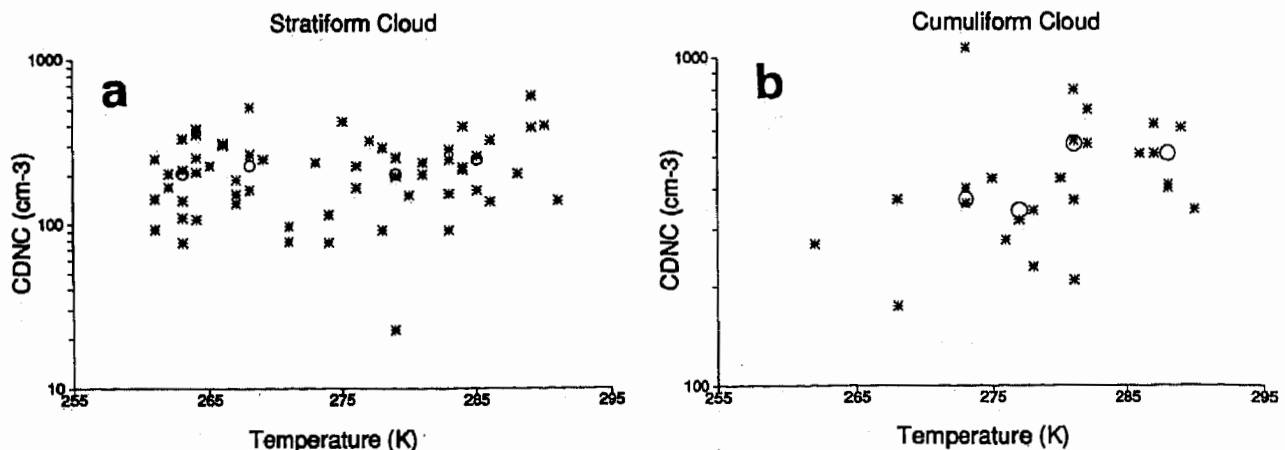 Stratiform Cloud
a
1000
100
10
CDNC (cm-3)
255 265 275 285 295
Temperature (K)
Cumuliform Cloud
b
1000
100
CDNC (cm-3)
255 265 275 285 295
Temperature (K)